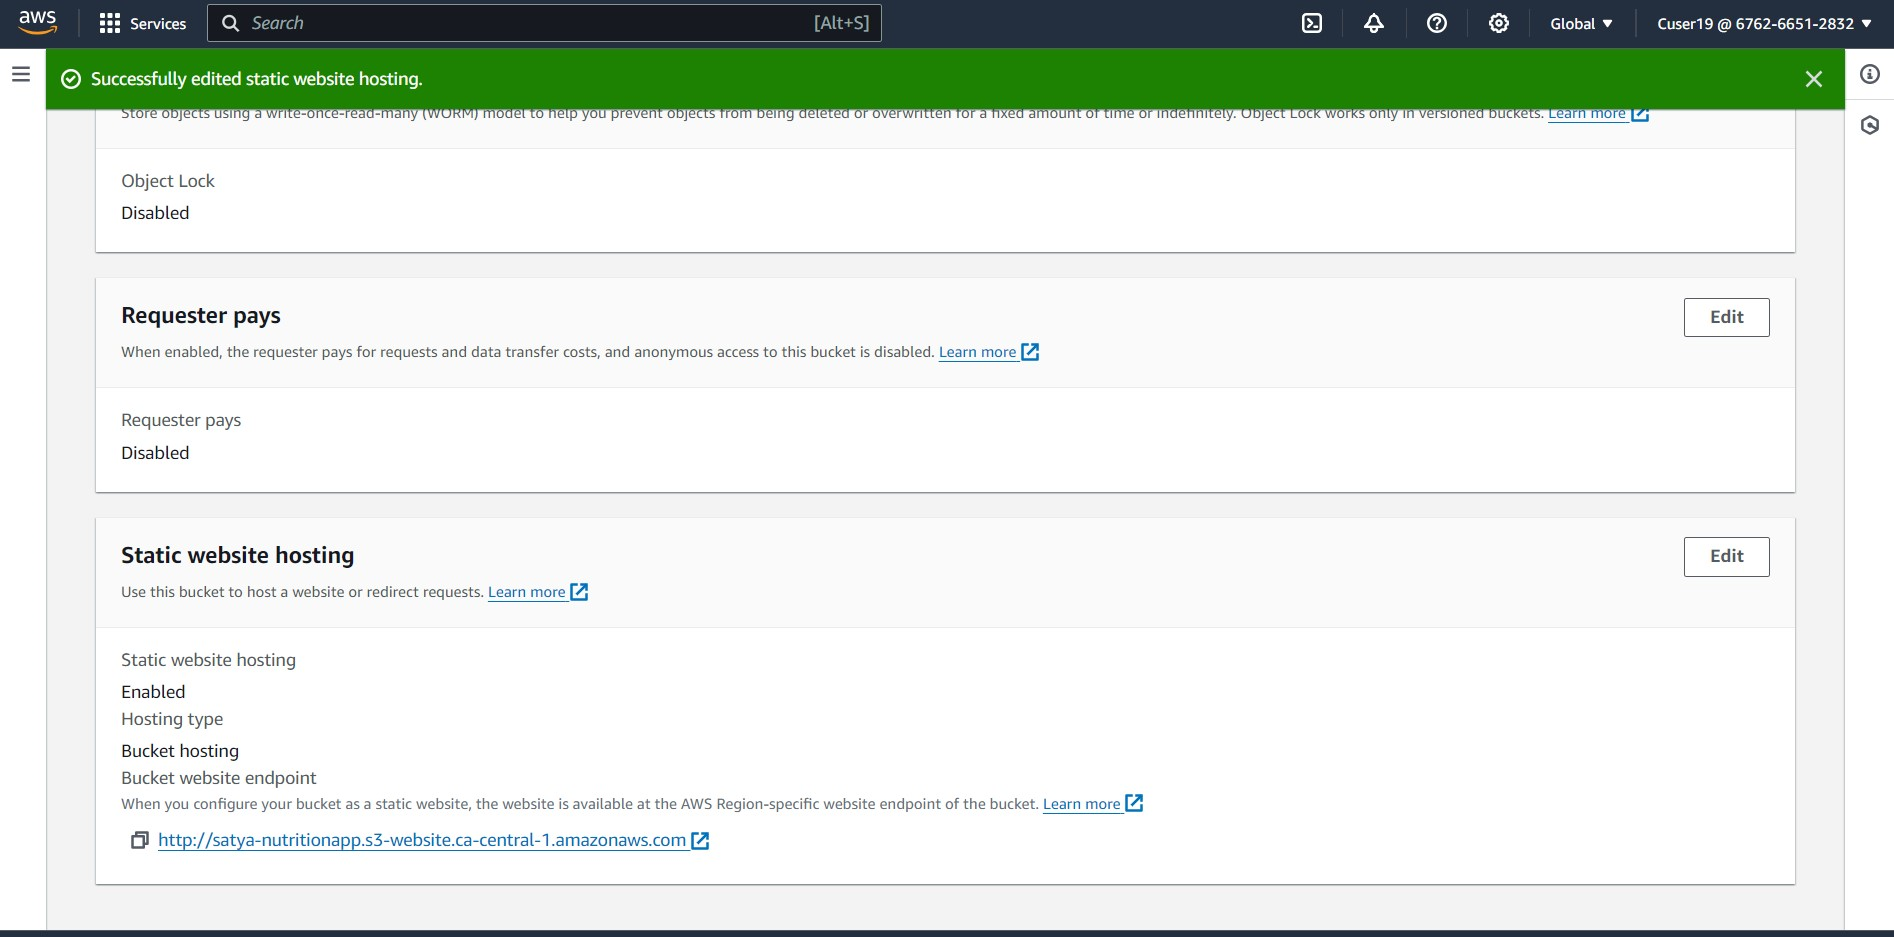 aws
Services
Search
[Alt+S]
Global
Cuser19 @ 6762-6651-2832
Successfully edited static website hosting.
Store objects using a write-once-read-many (WORM) model to help you prevent objects from being deleted or overwritten for a fixed amount of time or indefinitely. Object Lock works only in versioned buckets. Learn more
Object Lock
Disabled
Requester pays
Edit
When enabled, the requester pays for requests and data transfer costs, and anonymous access to this bucket is disabled. Learn more
Requester pays
Disabled
Static website hosting
Edit
Use this bucket to host a website or redirect requests. Learn more
Static website hosting
Enabled
Hosting type
Bucket hosting
Bucket website endpoint
When you configure your bucket as a static website, the website is available at the AWS Region-specific website endpoint of the bucket. Learn more
http://satya-nutritionapp.s3-website.ca-central-1.amazonaws.com